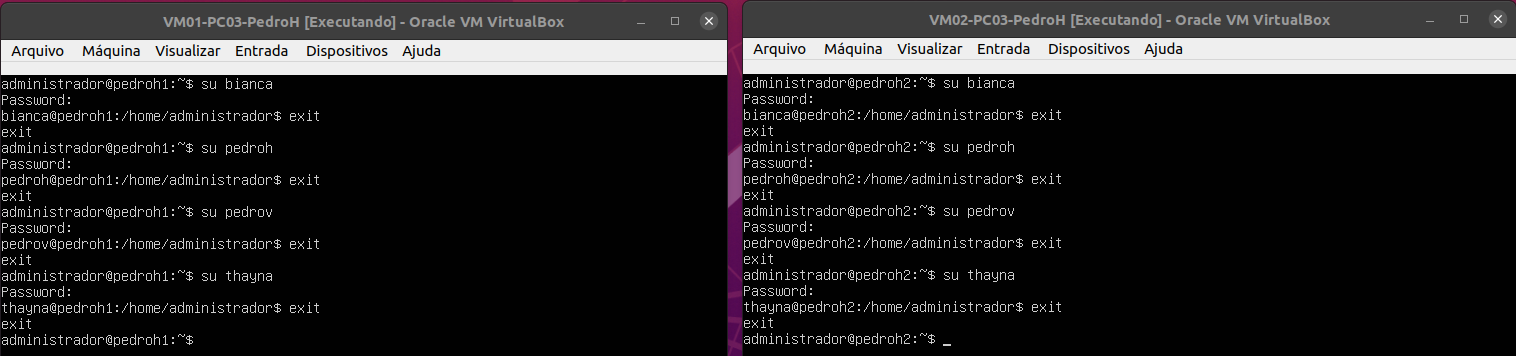 VM01-PC03-PedroH [Executando] - Oracle VM VirtualBox
Arquivo Máquina Visualizar Entrada Dispositivos Ajuda
administrador@pedroh1:~$ su bianca
Password:
bianca@pedroh1:/home/administrador$ exit
exit
administrador@pedroh1:~$ su pedroh
Password:
pedroh@pedroh1:/home/administrador$ exit
exit
administrador@pedroh1:~$ su pedrov
Password:
pedrov@pedroh1:/home/administrador$ exit
exit
administrador@pedroh1:~$ su thayna
Password:
thayna@pedroh1:/home/administrador$ exit
exit
administrador@pedroh1:~$
VM02-PC03-PedroH [Executando] - Oracle VM VirtualBox
Arquivo Máquina Visualizar Entrada Dispositivos Ajuda
administrador@pedroh2:~$ su bianca
Password:
bianca@pedroh2:/home/administrador$ exit
exit
administrador@pedroh2:~$ su pedroh
Password:
pedroh@pedroh2:/home/administrador$ exit
exit
administrador@pedroh2:~$ su pedrov
Password:
pedrov@pedroh2:/home/administrador$ exit
exit
administrador@pedroh2:~$ su thayna
Password:
thayna@pedroh2:/home/administrador$ exit
exit
administrador@pedroh2:~$ _